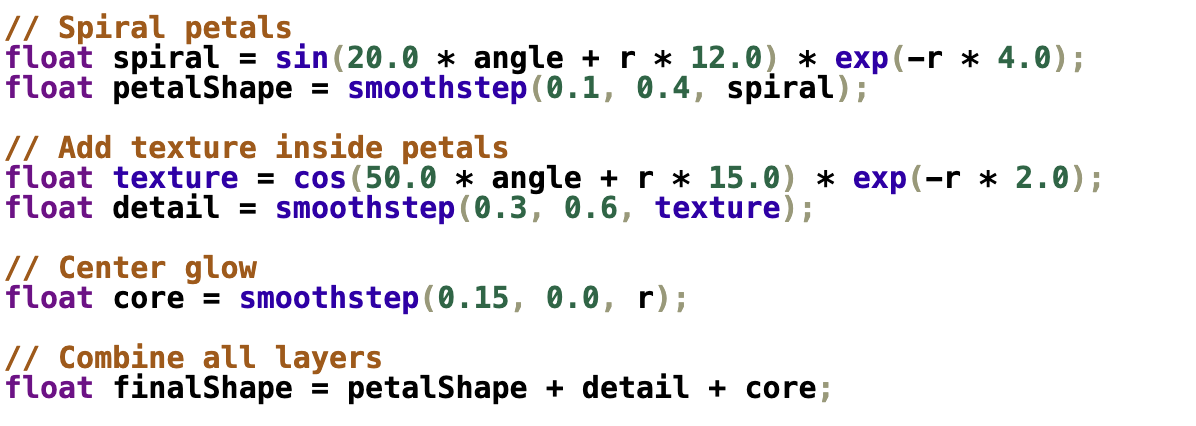 // Spiral petals
float spiral = sin(20.0 * angle + r * 12.0) * exp(-r * 4.0);
float petalShape = smoothstep(0.1, 0.4, spiral);
// Add texture inside petals
float texture = cos(50.0 * angle + r * 15.0) * exp(-r * 2.0);
float detail = smoothstep(0.3, 0.6, texture);
// Center glow
float core = smoothstep(0.15, 0.0, r);
// Combine all layers
float finalShape = petalShape + detail + core;